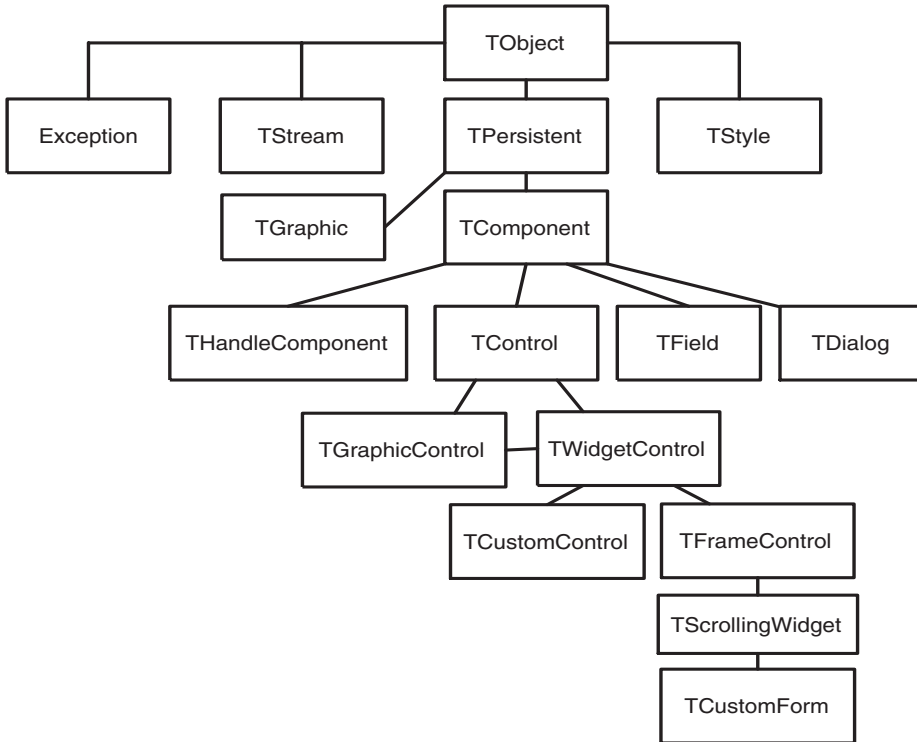 TObject
Exception
TStream
TPersistent
TStyle
TGraphic
TComponent
THandleComponent
TControl
TField
TDialog
TGraphicControl
TWidgetControl
TCustomControl
TFrameControl
TScrollingWidget
TCustomForm